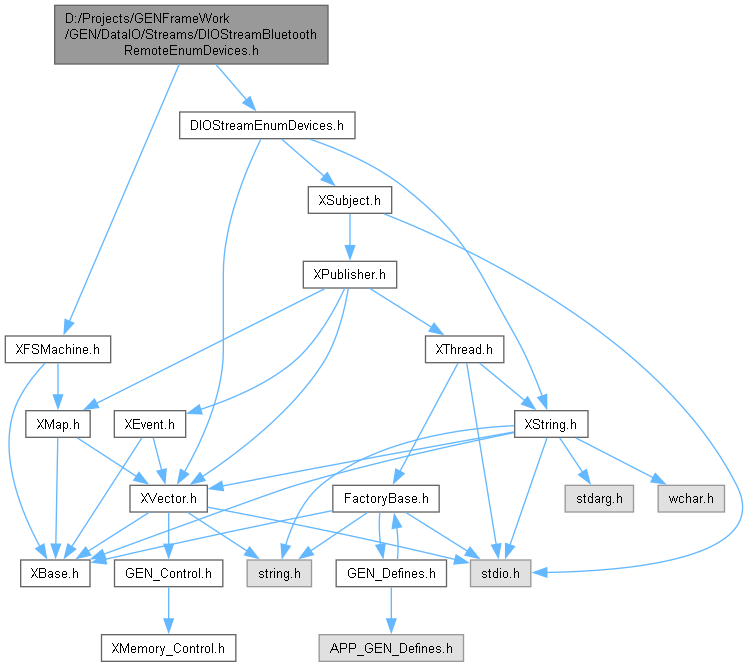 D:/Projects/GENFrameWork
/GEN/DataIO/Streams/DIOStreamBluetooth
RemoteEnumDevices.h
DIOStreamEnumDevices.h
XSubject.h
XPublisher.h
XFSMachine.h
XThread.h
XMap.h
XEvent.h
XString.h
XVector.h
FactoryBase.h
stdarg.h
wchar.h
XBase.h
GEN_Control.h
string.h
GEN_Defines.h
stdio.h
XMemory_Control.h
APP_GEN_Defines.h